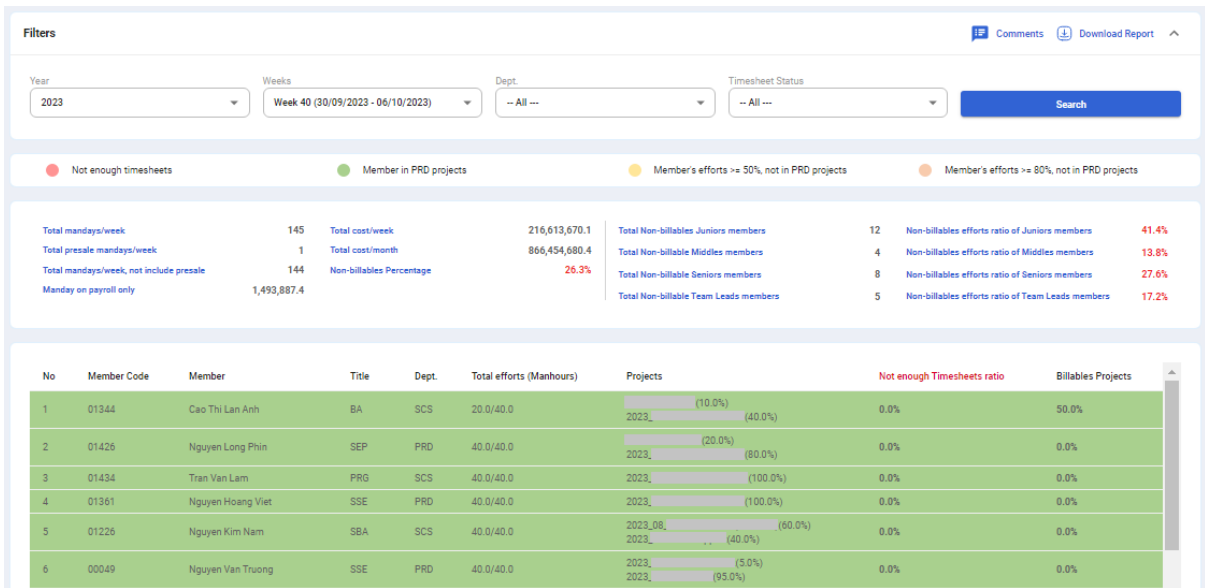 Filters Comments Download Report
Year Weeks Dept. Timesheet Status
2023 Week 40 (30/09/2023 - 06/10/2023) -- All --- -- All --- Search
Not enough timesheets Member in PRD projects Member's efforts >= 50%, not in PRD projects Member's efforts >= 80%, not in PRD projects
Total mandays/week 145 Total cost/week 216,613,670.1 Total Non-billables Juniors members 12 Non-billables efforts ratio of Juniors members 41.4%
Total presale mandays/week 1 Total cost/month 866,454,680.4 Total Non-billable Middles members 4 Non-billables efforts ratio of Middles members 13.8%
Total mandays/week, not include presale 144 Non-billables Percentage 26.3% Total Non-billable Seniors members 8 Non-billables efforts ratio of Seniors members 27.6%
Manday on payroll only 1,493,887.4 Total Non-billable Team Leads members 5 Non-billables efforts ratio of Team Leads members 17.2%
No Member Code Member Title Dept. Total efforts (Manhours) Projects Not enough Timesheets ratio Billables Projects
1 01344 Cao Thi Lan Anh BA SCS 20.0/40.0 (10.0%) 0.0% 50.0%
2023_ (40.0%)
2 01426 Nguyen Long Phin SEP PRD 40.0/40.0 (20.0%) 0.0% 0.0%
2023_ (80.0%)
3 01434 Tran Van Lam PRG SCS 40.0/40.0 2023_ (100.0%) 0.0% 0.0%
4 01361 Nguyen Hoang Viet SSE PRD 40.0/40.0 2023_ (100.0%) 0.0% 0.0%
5 01226 Nguyen Kim Nam SBA SCS 40.0/40.0 2023_08_ (60.0%) 0.0% 0.0%
2023_ (40.0%)
6 00049 Nguyen Van Truong SSE PRD 40.0/40.0 2023_ (5.0%) 0.0% 0.0%
2023_ (95.0%)